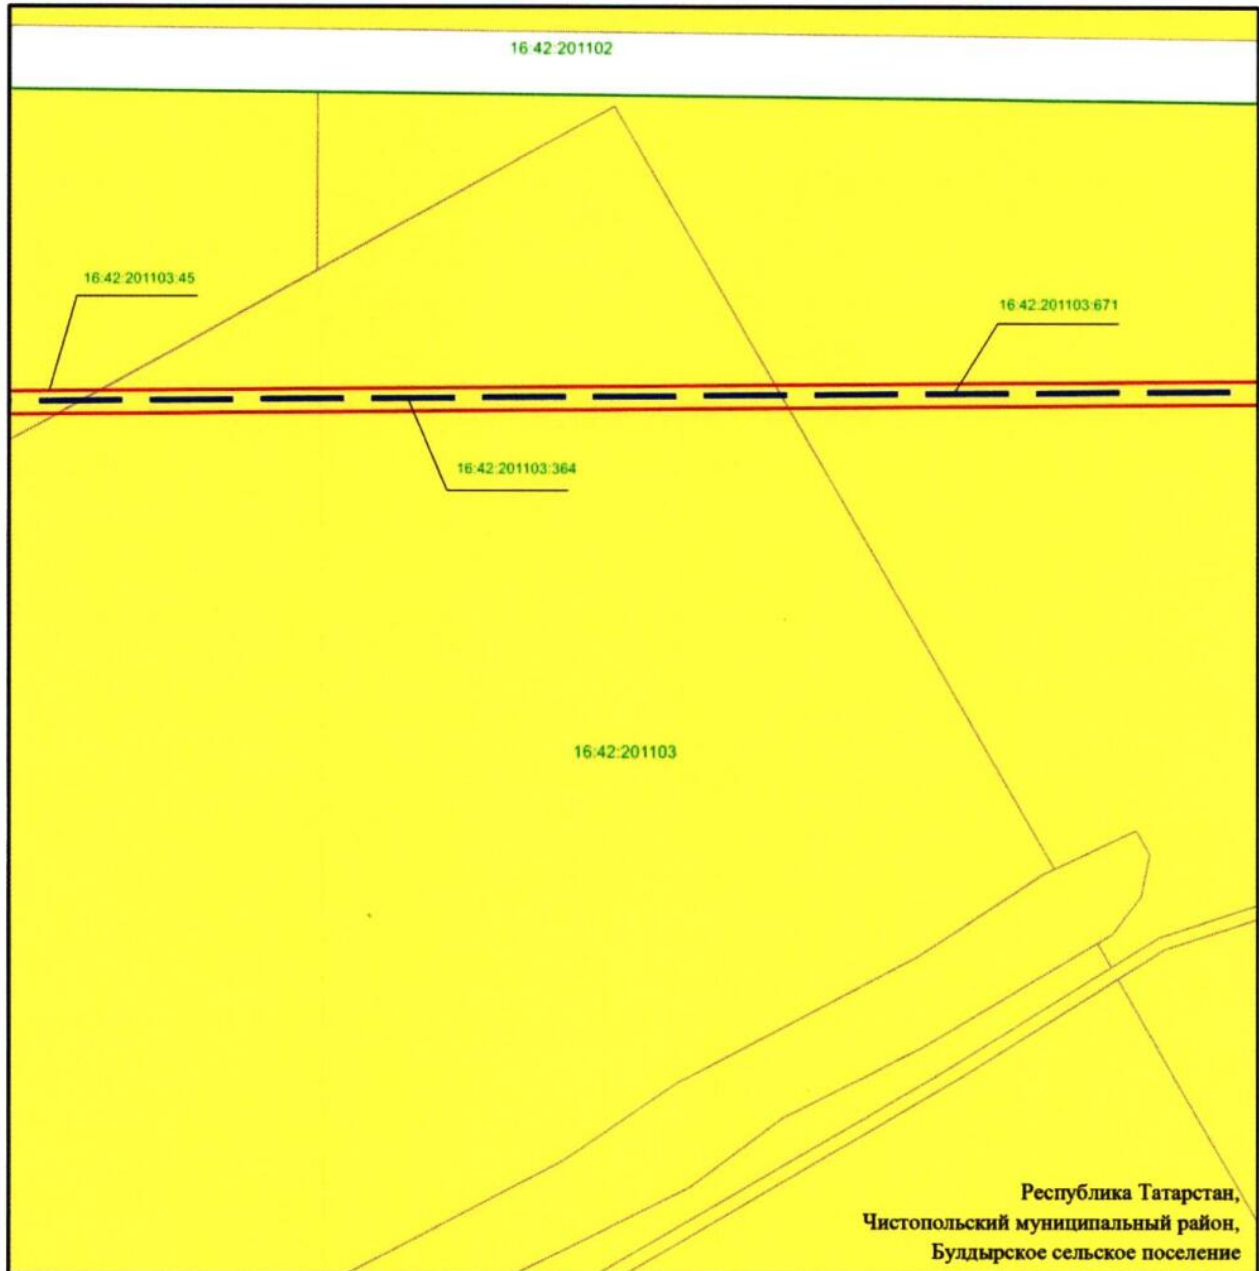 16:42:201102
16:42:201103:45
16:42:201103:671
16:42:201103:364
16:42:201103
Республика Татарстан,
Чистопольский муниципальный район,
Булдырское сельское поселение